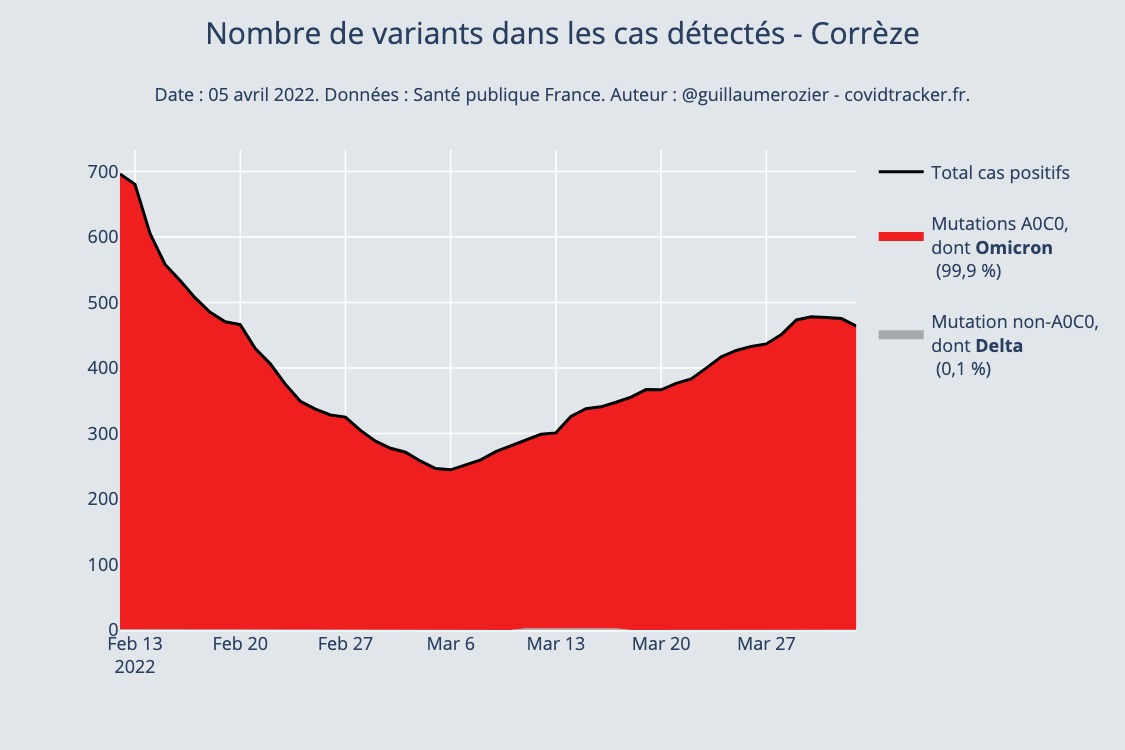 Nombre de variants dans les cas détectés - Corrèze
Date : 05 avril 2022. Données : Santé publique France. Auteur : @guillaumerozier - covidtracker.fr.
700
600
500
400
300
200
100
0
Feb 13 Feb 20 Feb 27 Mar 6 Mar 13 Mar 20 Mar 27
2022
Total cas positifs
Mutations A0C0,
dont Omicron
(99,9 %)
Mutation non-A0C0,
dont Delta
(0,1 %)